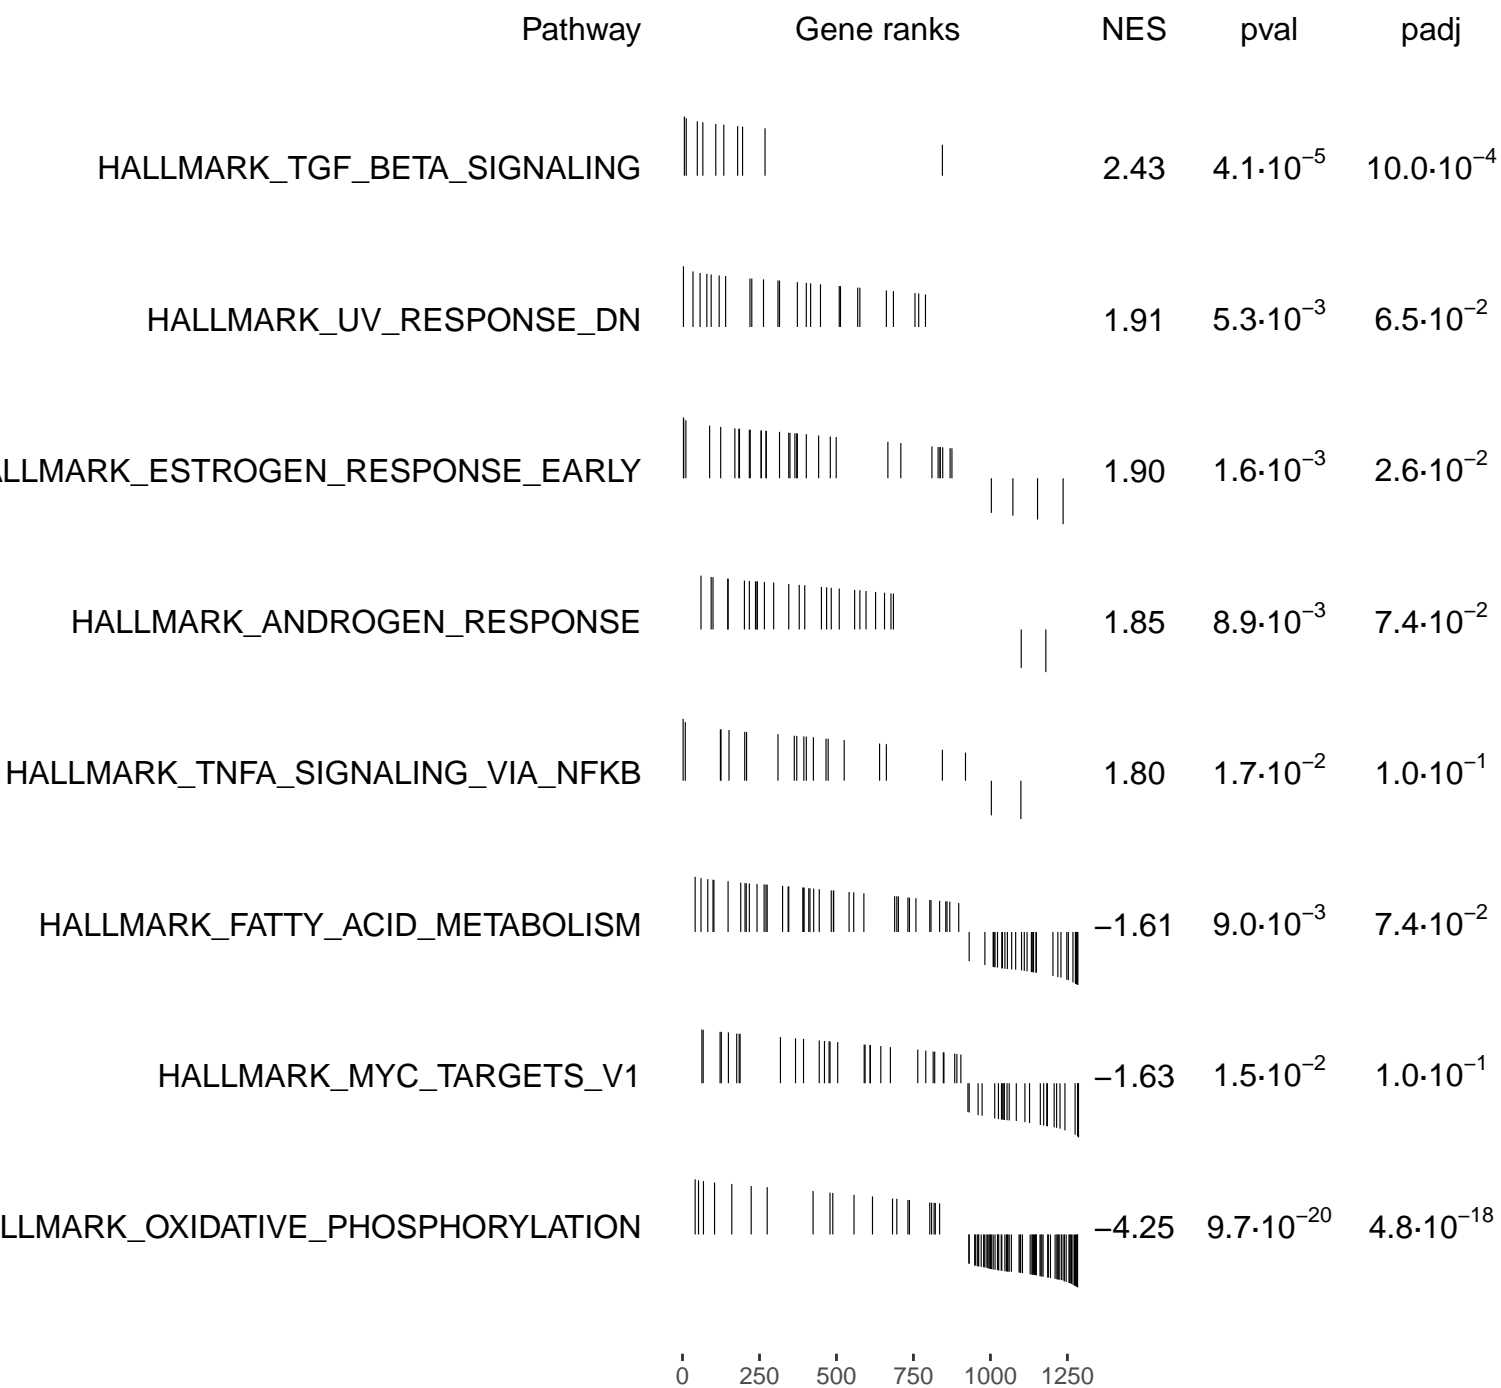 Pathway Gene ranks NES pval padj
HALLMARK_TGF_BETA_SIGNALING 2.43 4.1·10⁻⁵ 10.0·10⁻⁴
HALLMARK_UV_RESPONSE_DN 1.91 5.3·10⁻³ 6.5·10⁻²
ALLMARK_ESTROGEN_RESPONSE_EARLY 1.90 1.6·10⁻³ 2.6·10⁻²
HALLMARK_ANDROGEN_RESPONSE 1.85 8.9·10⁻³ 7.4·10⁻²
HALLMARK_TNFA_SIGNALING_VIA_NFKB 1.80 1.7·10⁻² 1.0·10⁻¹
HALLMARK_FATTY_ACID_METABOLISM −1.61 9.0·10⁻³ 7.4·10⁻²
HALLMARK_MYC_TARGETS_V1 −1.63 1.5·10⁻² 1.0·10⁻¹
LLMARK_OXIDATIVE_PHOSPHORYLATION −4.25 9.7·10⁻²⁰ 4.8·10⁻¹⁸
0 250 500 750 1000 1250